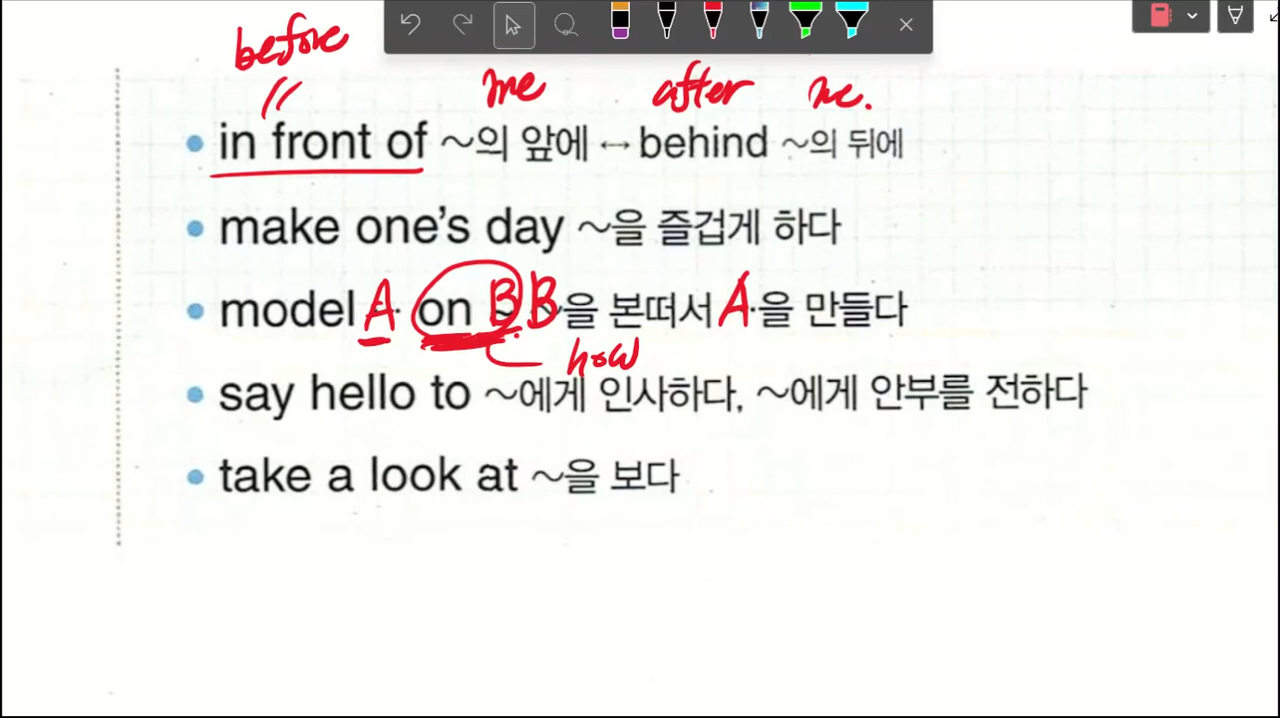 before
me after me.
in front of ~의 앞에 ↔ behind ~의 뒤에
make one's day ~을 즐겁게 하다
model A on B B을 본떠서 A을 만들다
how
say hello to ~에게 인사하다, ~에게 안부를 전하다
take a look at ~을 보다